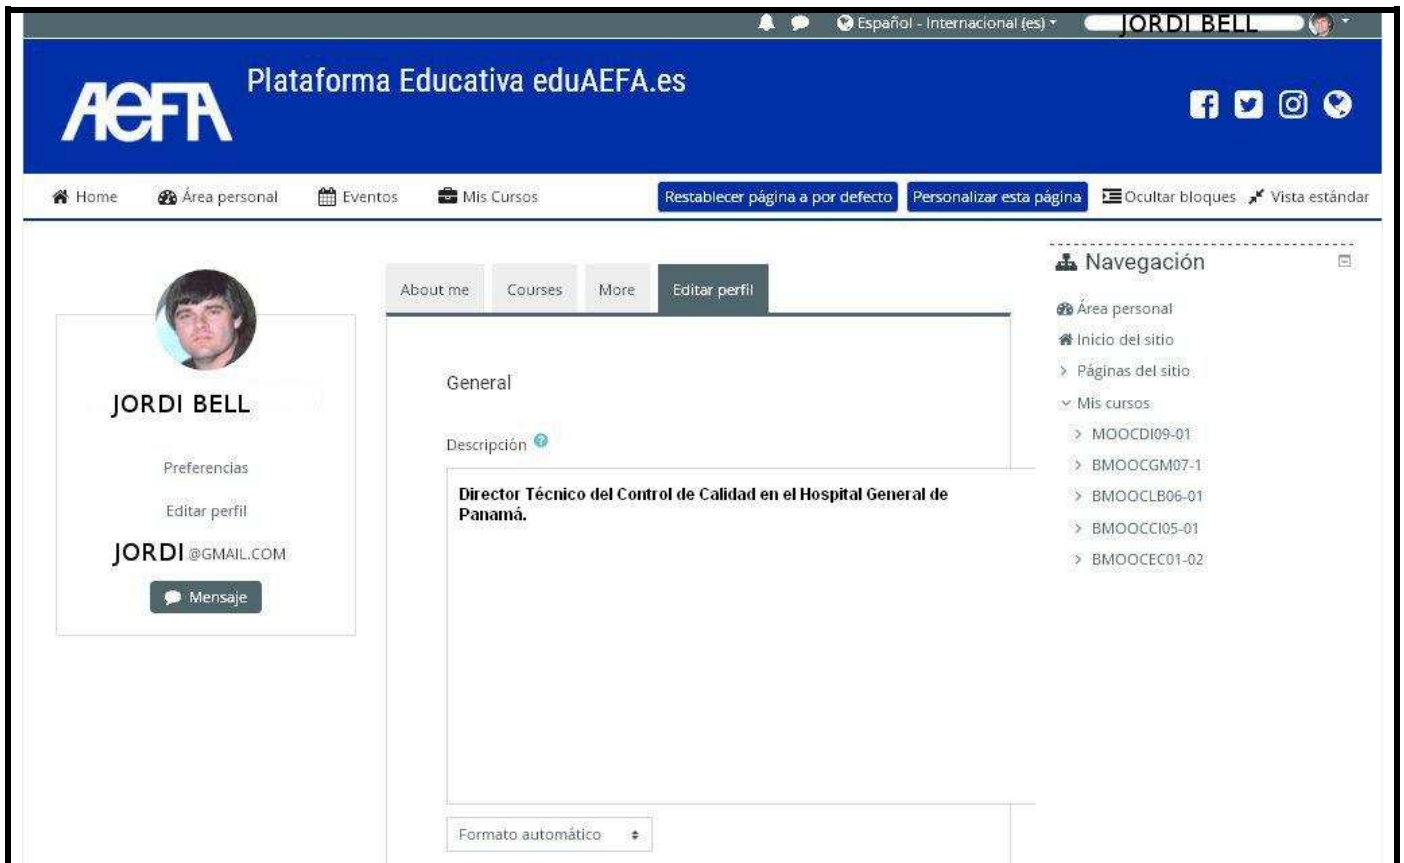 Español - Internacional (es)
JORDI BELL
AEFA
Plataforma Educativa eduAEFA.es
Home
Área personal
Eventos
Mis Cursos
Restablecer página a por defecto
Personalizar esta página
Ocultar bloques
Vista estándar
JORDI BELL
Preferencias
Editar perfil
JORDI @GMAIL.COM
Mensaje
About me
Courses
More
Editar perfil
General
Descripción
Director Técnico del Control de Calidad en el Hospital General de
Panamá.
Formato automático
Navegación
Área personal
Inicio del sitio
Páginas del sitio
Mis cursos
MOOCDI09-01
BMOOCGM07-1
BMOOCLB06-01
BMOOCCI05-01
BMOOCEC01-02